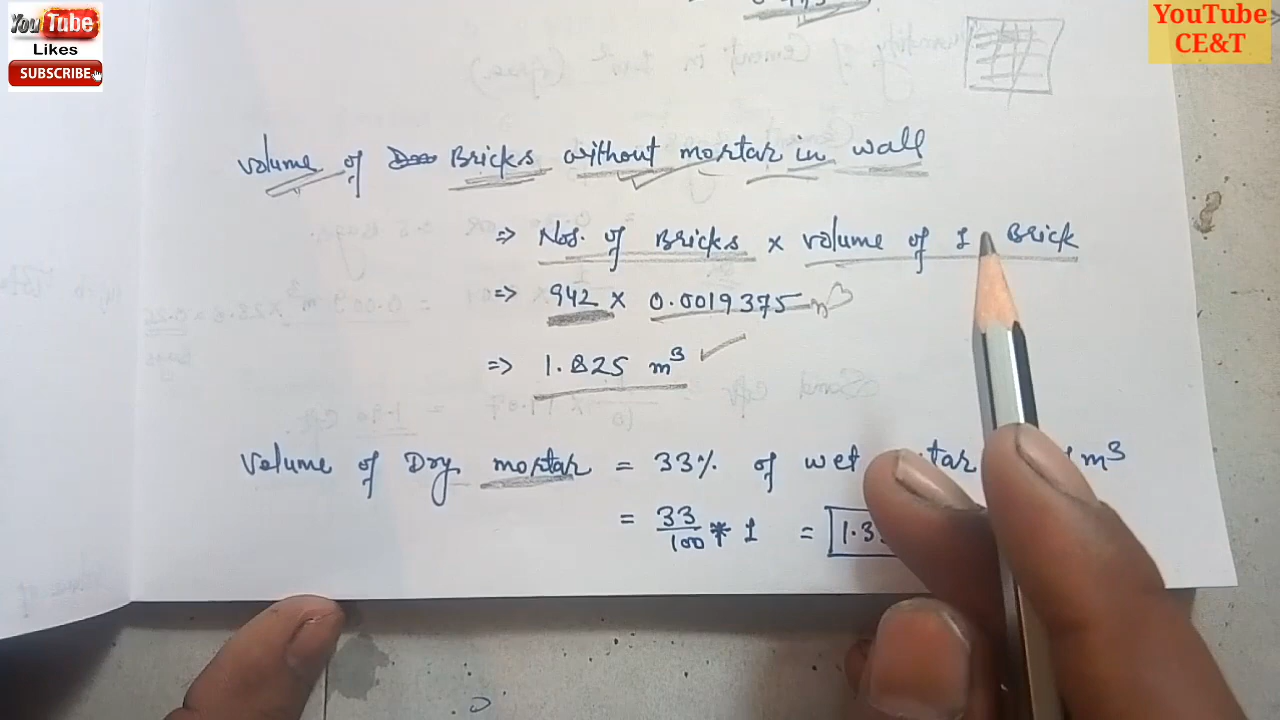 YouTube
Likes
SUBSCRIBE
YouTube
CE&T
Volume of Bricks without mortar in wall
=> Nos. of Bricks x volume of 1 Brick
=> 942 x 0.0019375 m3
=> 1.825 m3 ✓
Volume of Dry mortar = 33% of wet m3
= 33/100 * 1 =